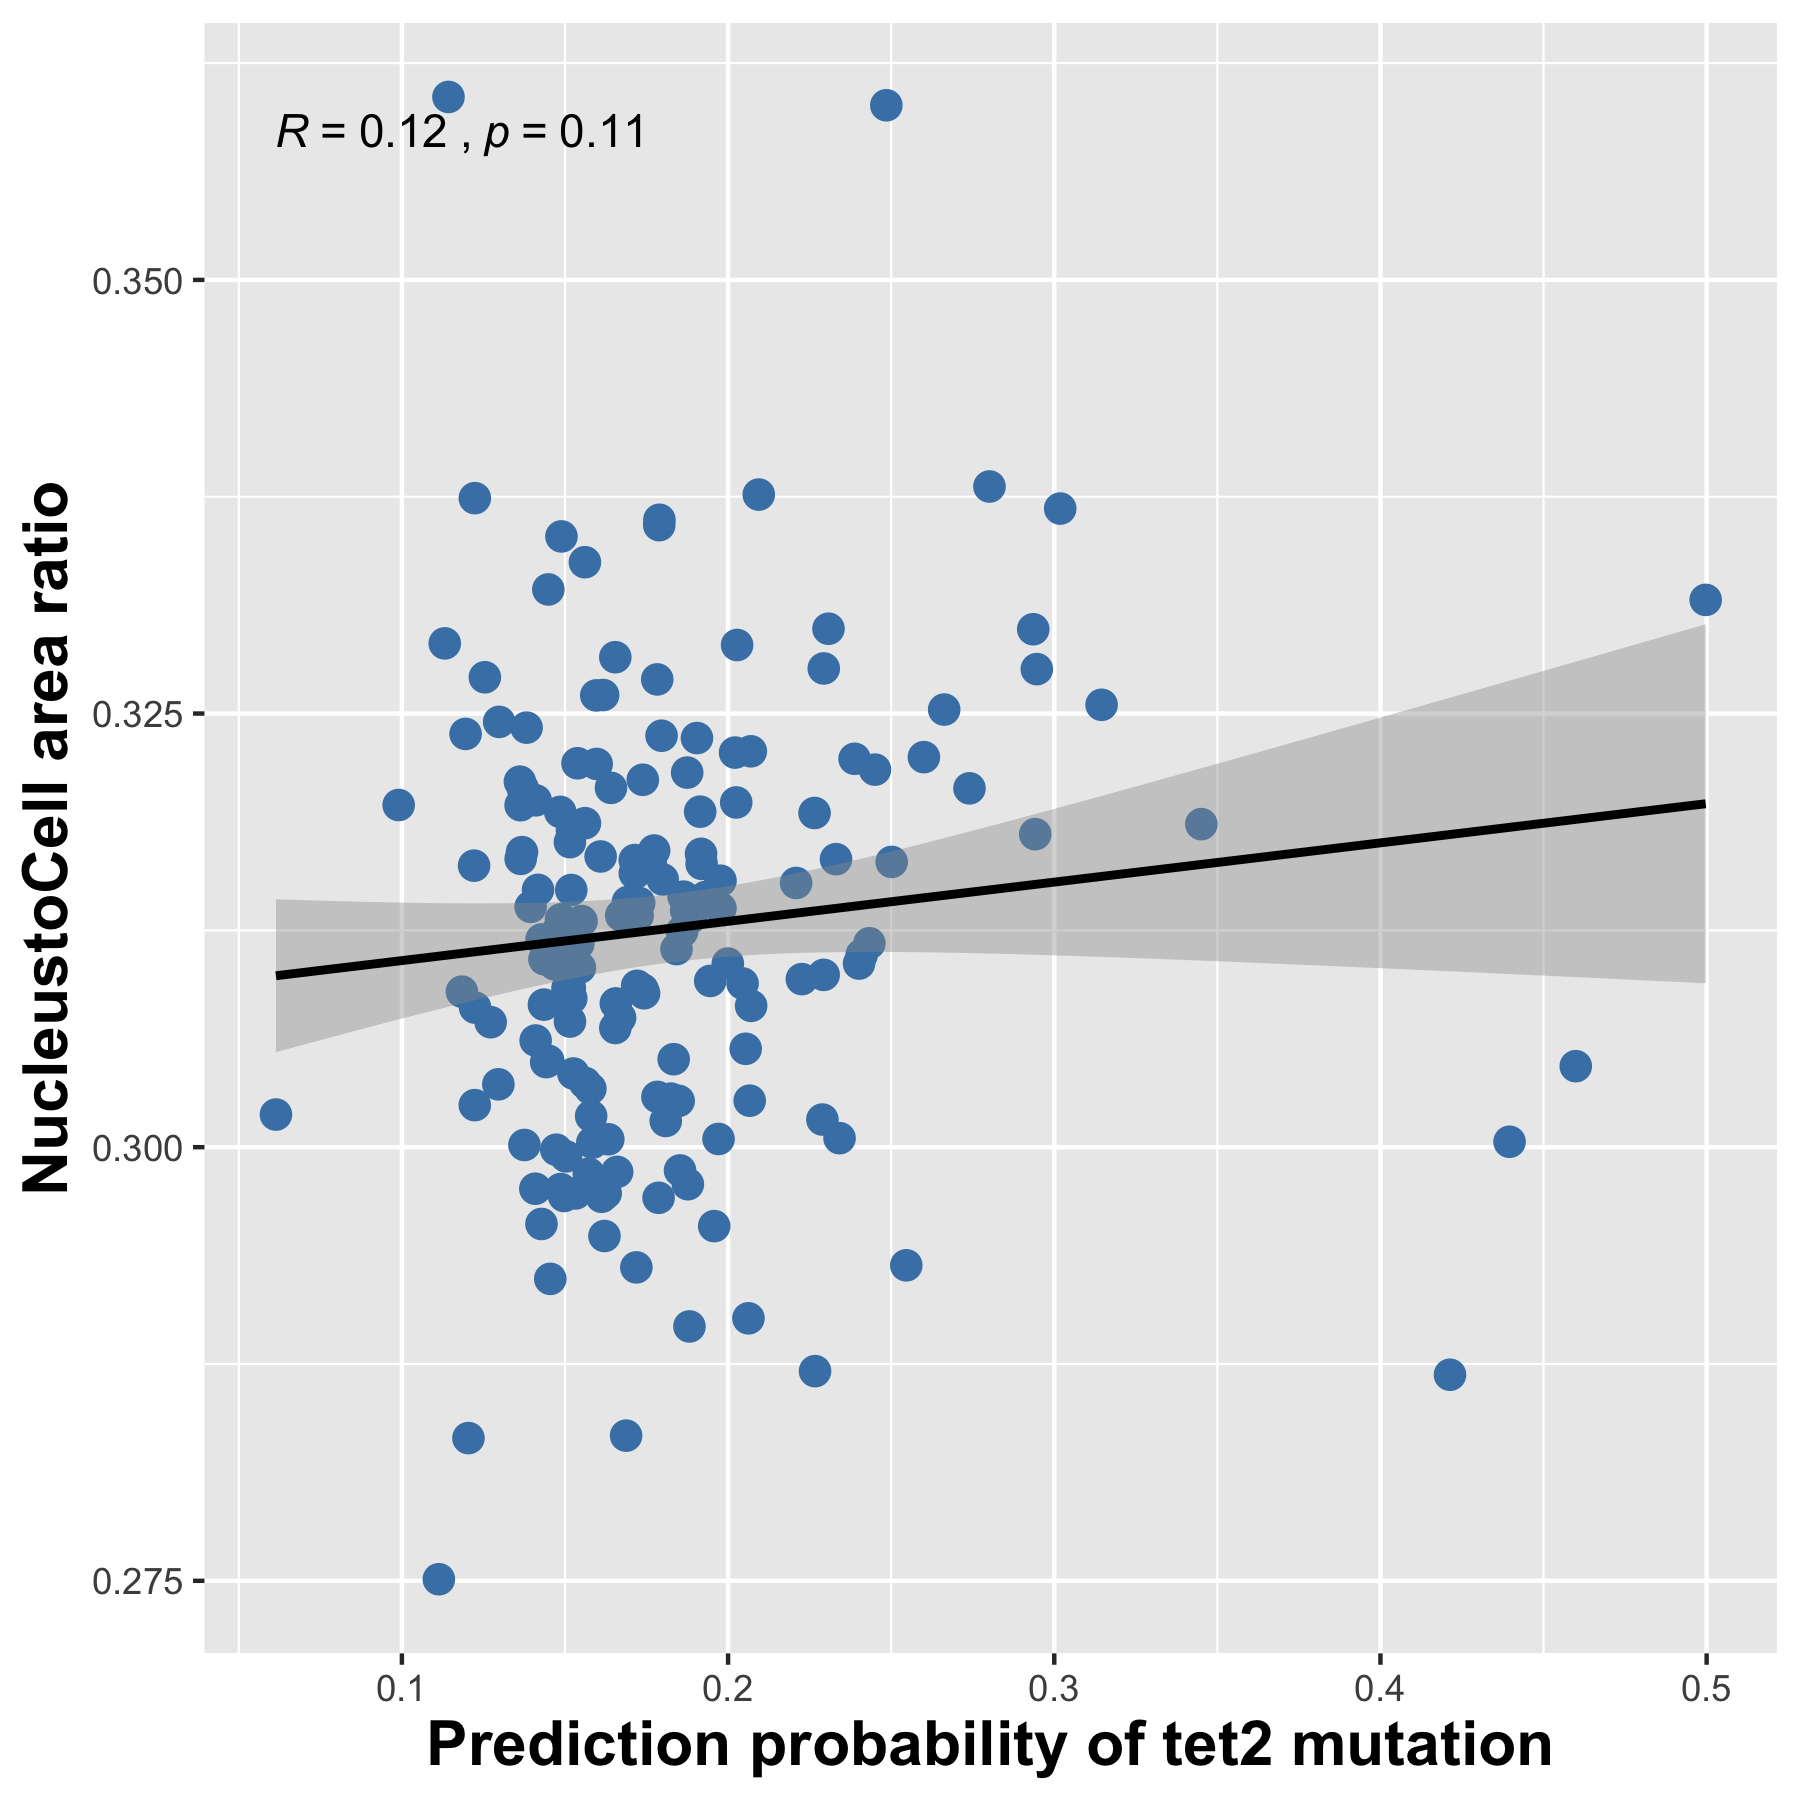 R = 0.12 , p = 0.11
0.350
0.325
0.300
0.275
NucleustoCell area ratio
0.1 0.2 0.3 0.4 0.5
Prediction probability of tet2 mutation